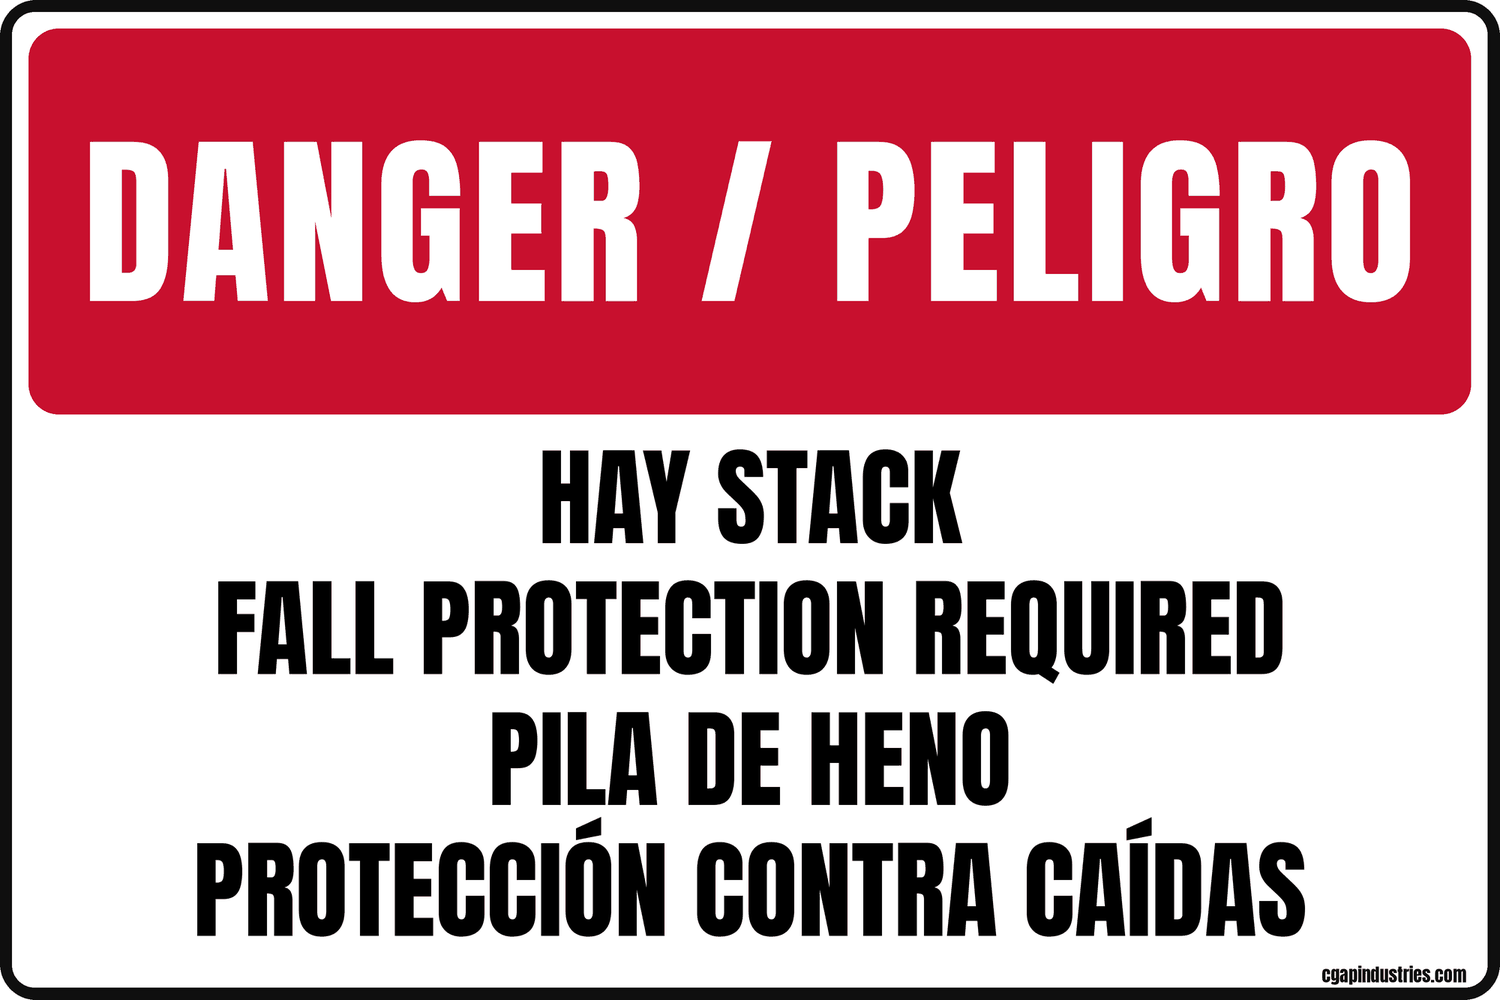 DANGER / PELIGRO
HAY STACK
FALL PROTECTION REQUIRED
PILA DE HENO
PROTECCIÓN CONTRA CAÍDAS
cgapindustries.com